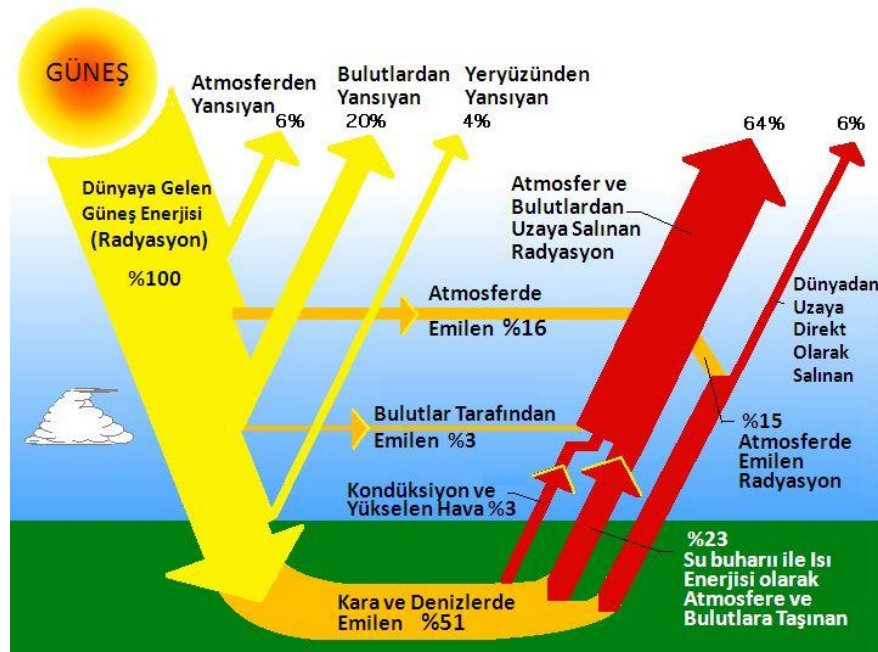 GÜNEŞ
Atmosferden
Yansıyan
6%
Bulutlardan
Yansıyan
20%
Yeryüzünden
Yansıyan
4%
64%
6%
Dünyaya Gelen
Güneş Enerjisi
(Radyasyon)
%100
Atmosfer ve
Bulutlardan
Uzaya Salınan
Radyasyon
Dünyadan
Uzaya
Direkt
Olarak
Salınan
Atmosferde
Emilen %16
Bulutlar Tarafından
Emilen %3
%15
Atmosferde
Emilen
Radyasyon
Kondüksiyon ve
Yükselen Hava %3
%23
Su buharıı ile Isı
Enerjisi olarak
Atmosfere ve
Bulutlara Taşınan
Kara ve Denizlerde
Emilen %51